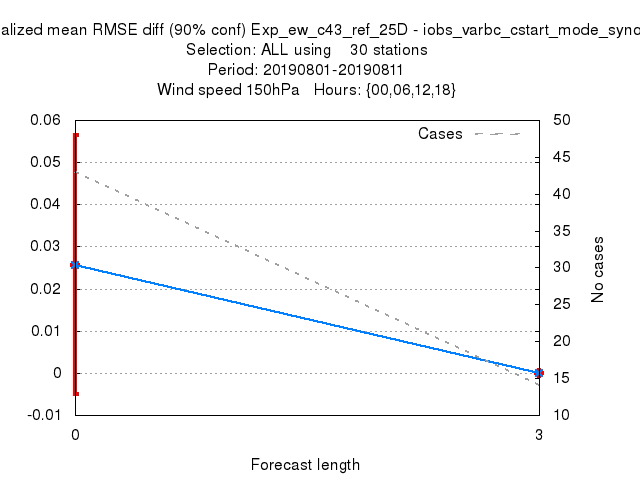 alized mean RMSE diff (90% conf) Exp_ew_c43_ref_25D - iobs_varbc_cstart_mode_syno
Selection: ALL using 30 stations
Period: 20190801-20190811
Wind speed 150hPa Hours: {00,06,12,18}
Cases
0.06
0.05
0.04
0.03
0.02
0.01
0
-0.01
50
45
40
35
30
25
20
15
10
No cases
0 3
Forecast length